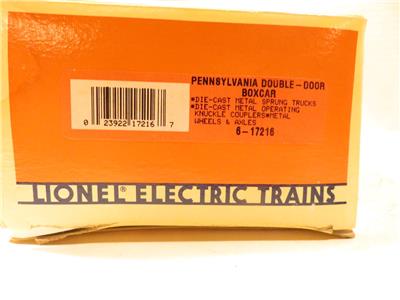 PENNSYLVANIA DOUBLE-DOOR
BOXCAR
*DIE-CAST METAL SPRUNG TRUCKS
*DIE-CAST METAL OPERATING
KNUCKLE COUPLERS*METAL
WHEELS & AXLES
6-17216
0 23922 17216 7
LIONEL® ELECTRIC TRAINS